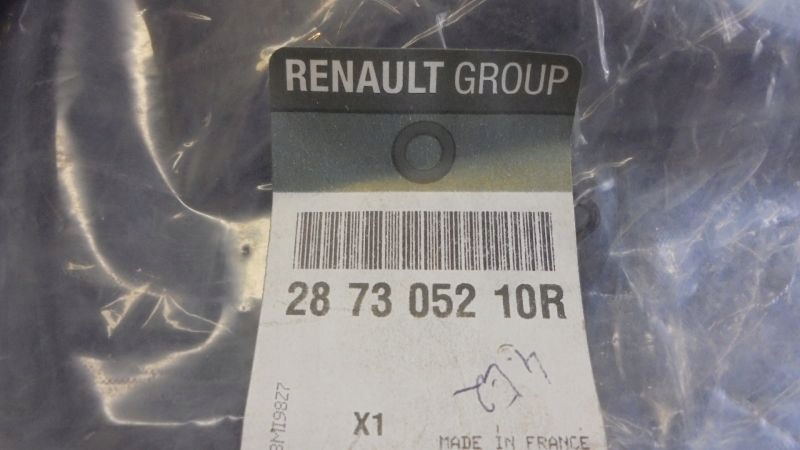 RENAULT GROUP
28 73 052 10R
X1
MADE IN FRANCE